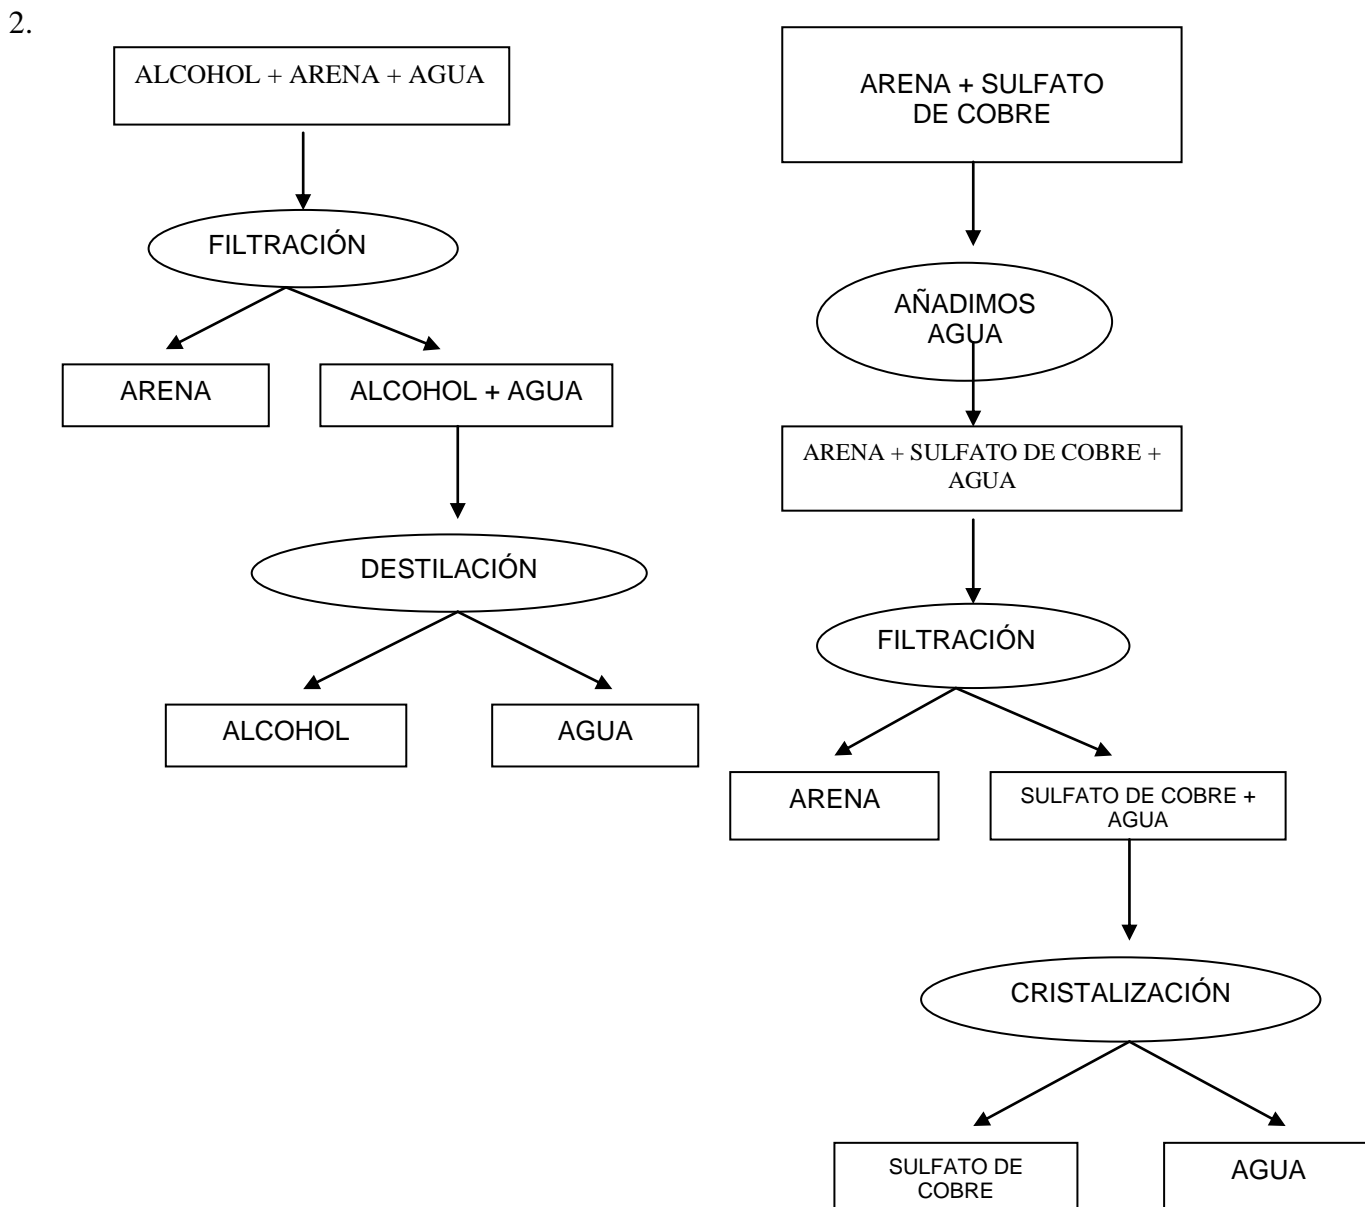 2.
ALCOHOL + ARENA + AGUA
FILTRACIÓN
ARENA
ALCOHOL + AGUA
DESTILACIÓN
ALCOHOL
AGUA
ARENA + SULFATO
DE COBRE
AÑADIMOS
AGUA
ARENA + SULFATO DE COBRE +
AGUA
FILTRACIÓN
ARENA
SULFATO DE COBRE +
AGUA
CRISTALIZACIÓN
SULFATO DE
COBRE
AGUA